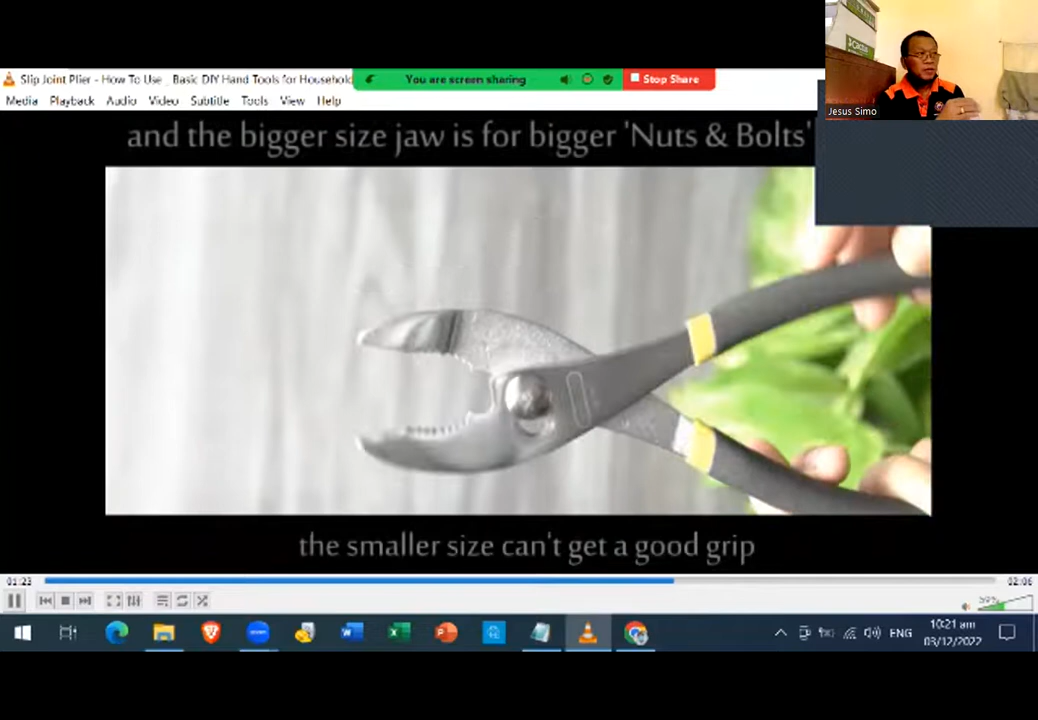 Slip Joint Plier - How To Use _ Basic DIY Hand Tools for Household
You are screen sharing
Stop Share
Media Playback Audio Video Subtitle Tools View Help
Jesus Simo
and the bigger size jaw is for bigger 'Nuts & Bolts'
the smaller size can't get a good grip
01:23
02:06
59%
ENG
10:21 am
03/12/2022